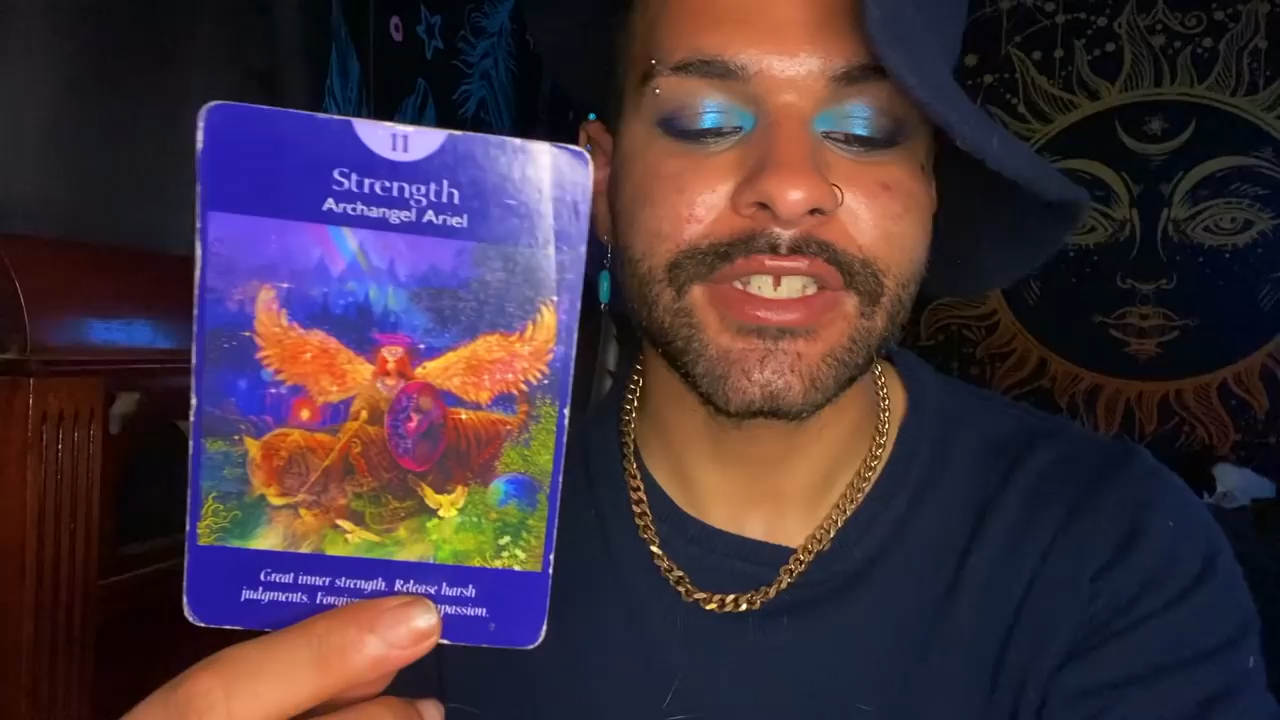 11
Strength
Archangel Ariel
Great inner strength. Release harsh
judgments.